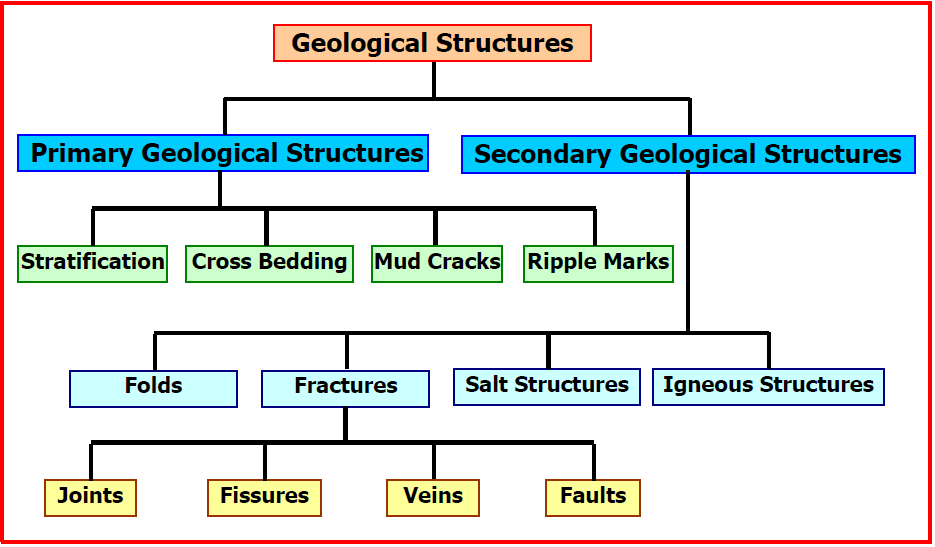 Geological Structures
Primary Geological Structures
Secondary Geological Structures
Stratification
Cross Bedding
Mud Cracks
Ripple Marks
Folds
Fractures
Salt Structures
Igneous Structures
Joints
Fissures
Veins
Faults